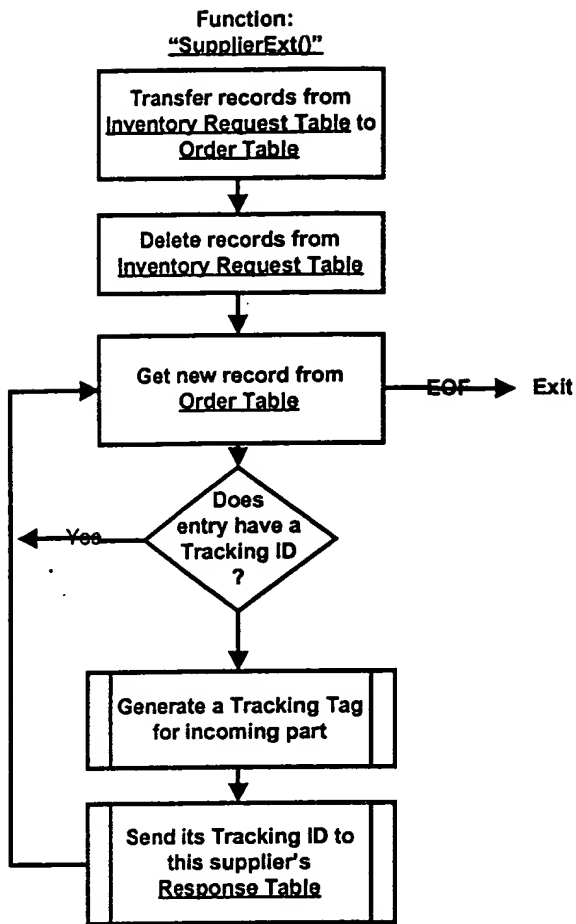 Function:
“SupplierExt()”
Transfer records from
Inventory Request Table to
Order Table
Delete records from
Inventory Request Table
Get new record from
Order Table
EOF
Exit
Does
entry have a
Tracking ID
?
Yes
Generate a Tracking Tag
for incoming part
Send its Tracking ID to
this supplier's
Response Table